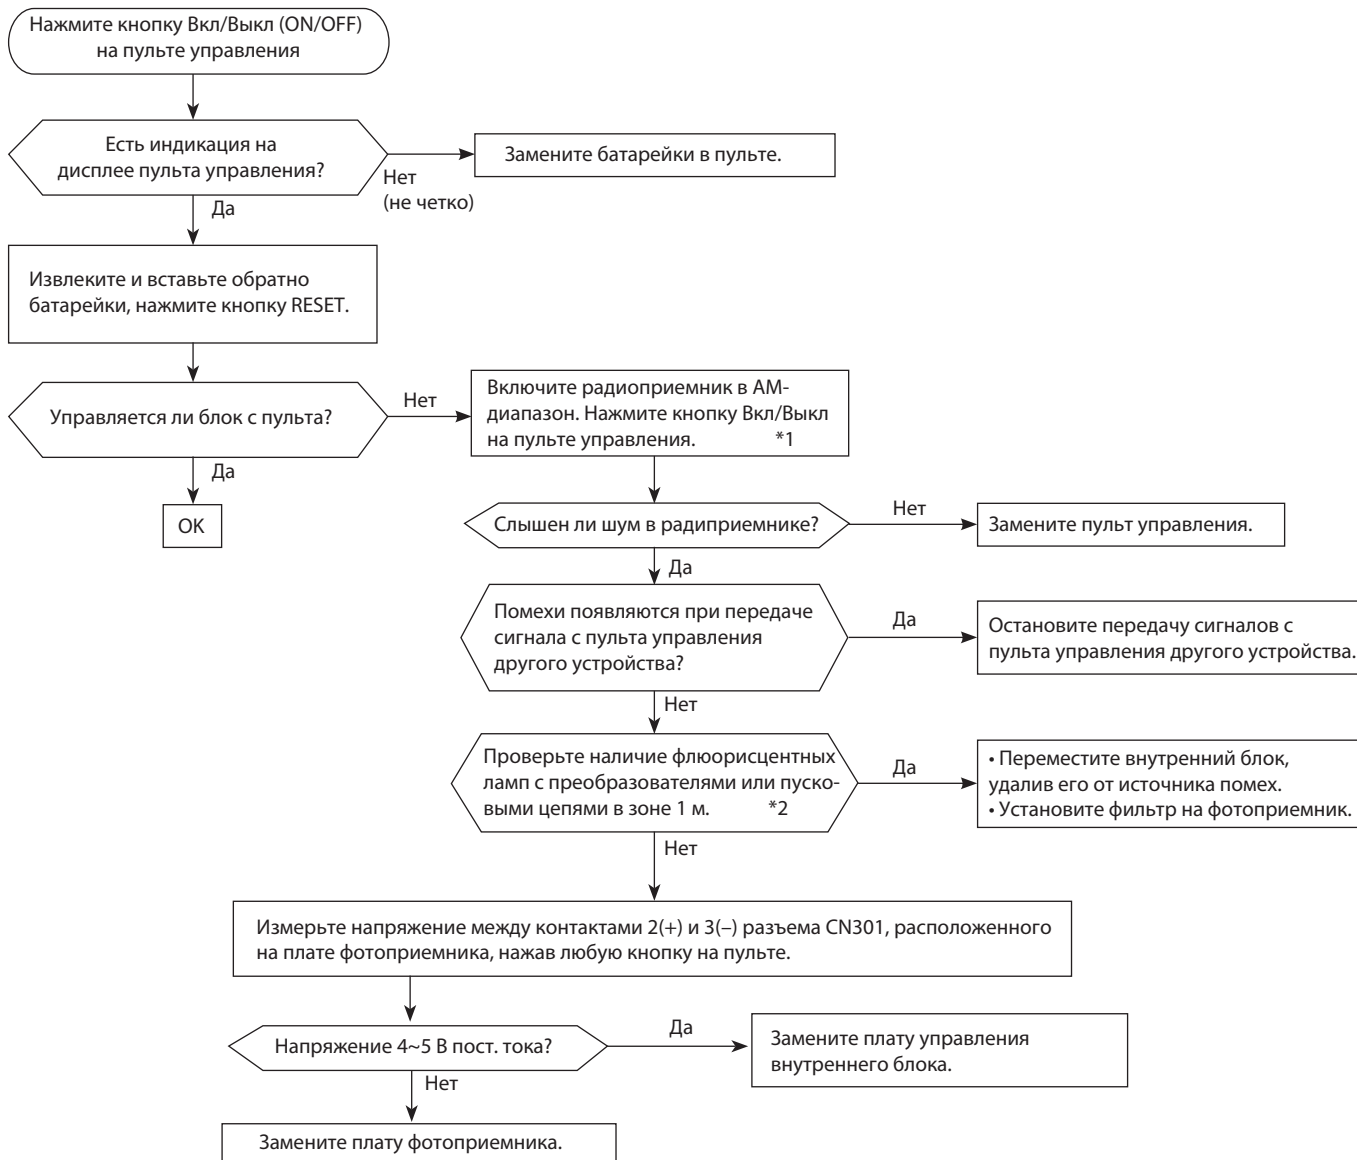 Нажмите кнопку Вкл/Выкл (ON/OFF)
на пульте управления
Есть индикация на
дисплее пульта управления?
Нет
(не четко)
Замените батарейки в пульте.
Да
Извлеките и вставьте обратно
батарейки, нажмите кнопку RESET.
Управляется ли блок с пульта?
Нет
Да
OK
Включите радиоприемник в АМ-
диапазон. Нажмите кнопку Вкл/Выкл
на пульте управления. *1
Слышен ли шум в радиприемнике?
Нет
Замените пульт управления.
Да
Помехи появляются при передаче
сигнала с пульта управления
другого устройства?
Да
Остановите передачу сигналов с
пульта управления другого устройства.
Нет
Проверьте наличие флюорисцентных
ламп с преобразователями или пуско-
выми цепями в зоне 1 м. *2
Да
• Переместите внутренний блок,
удалив его от источника помех.
• Установите фильтр на фотоприемник.
Нет
Измерьте напряжение между контактами 2(+) и 3(–) разъема CN301, расположенного
на плате фотоприемника, нажав любую кнопку на пульте.
Напряжение 4~5 В пост. тока?
Да
Замените плату управления
внутреннего блока.
Нет
Замените плату фотоприемника.